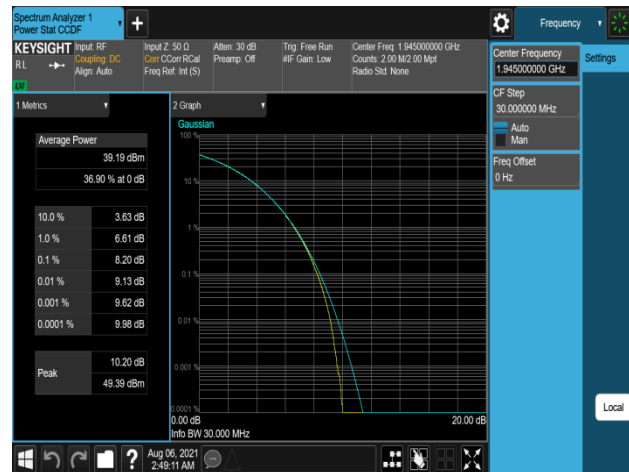 Spectrum Analyzer 1
Power Stat CCDF
+
Frequency
KEYSIGHT
RL
LXI
Input: RF
Coupling: DC
Align: Auto
Input Z: 50 Ω
Corr CCorr RCal
Freq Ref: Int (S)
Atten: 30 dB
Preamp: Off
Trig: Free Run
#IF Gain: Low
Center Freq: 1.945000000 GHz
Counts: 2.00 M/2.00 Mpt
Radio Std: None
Center Frequency
1.945000000 GHz
Settings
CF Step
30.000000 MHz
Auto
Man
Freq Offset
0 Hz
Local
1 Metrics
Average Power
39.19 dBm
36.90 % at 0 dB
10.0 % 3.63 dB
1.0 % 6.61 dB
0.1 % 8.20 dB
0.01 % 9.13 dB
0.001 % 9.62 dB
0.0001 % 9.98 dB
Peak
10.20 dB
49.39 dBm
2 Graph
Gaussian
100 %
10 %
1 %
0.1 %
0.01 %
0.001 %
0.0001 %
0.00 dB 20.00 dB
Info BW 30.000 MHz
?
Aug 06, 2021
2:49:11 AM